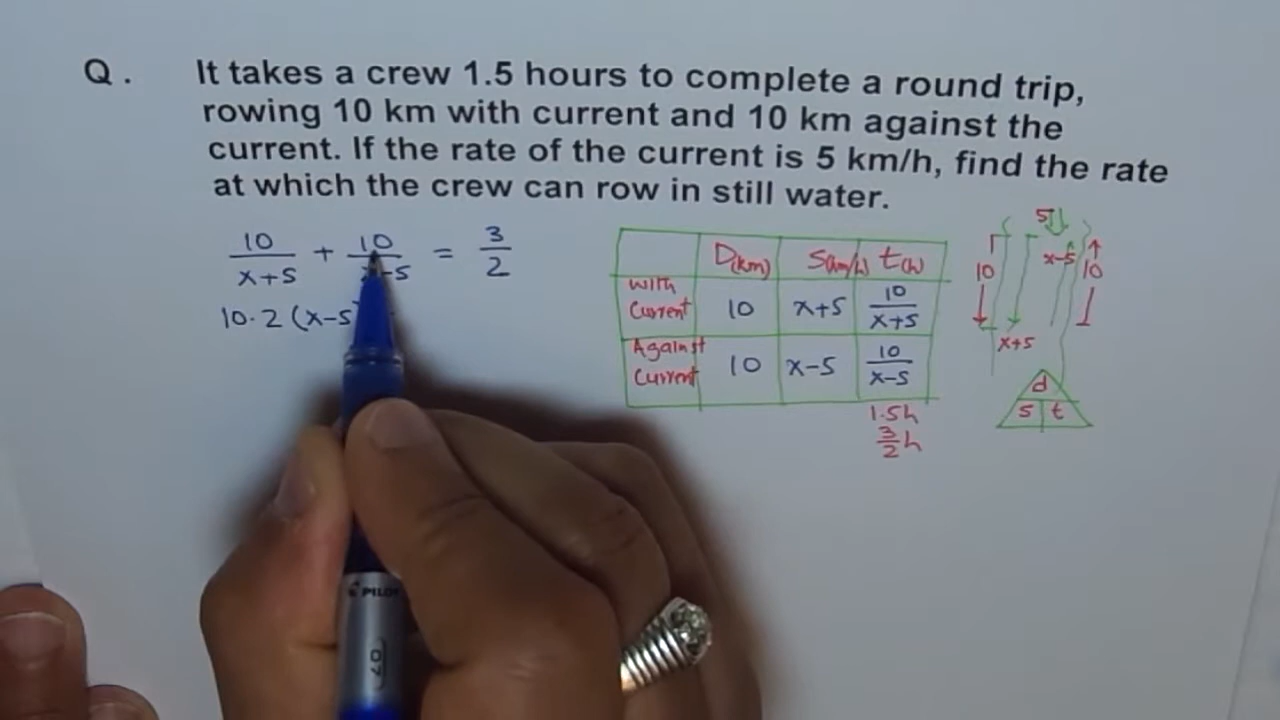 Q. It takes a crew 1.5 hours to complete a round trip,
rowing 10 km with current and 10 km against the
current. If the rate of the current is 5 km/h, find the rate
at which the crew can row in still water.
10/(x+5) + 10/(x-5) = 3/2
10·2(x-5)
D(km) S(km/h) t(h)
With Current 10 x+5 10/(x+5)
Against Current 10 x-5 10/(x-5)
1.5h
3/2 h
5
10 x-5 10
x+5
d
s t
PILOT
07